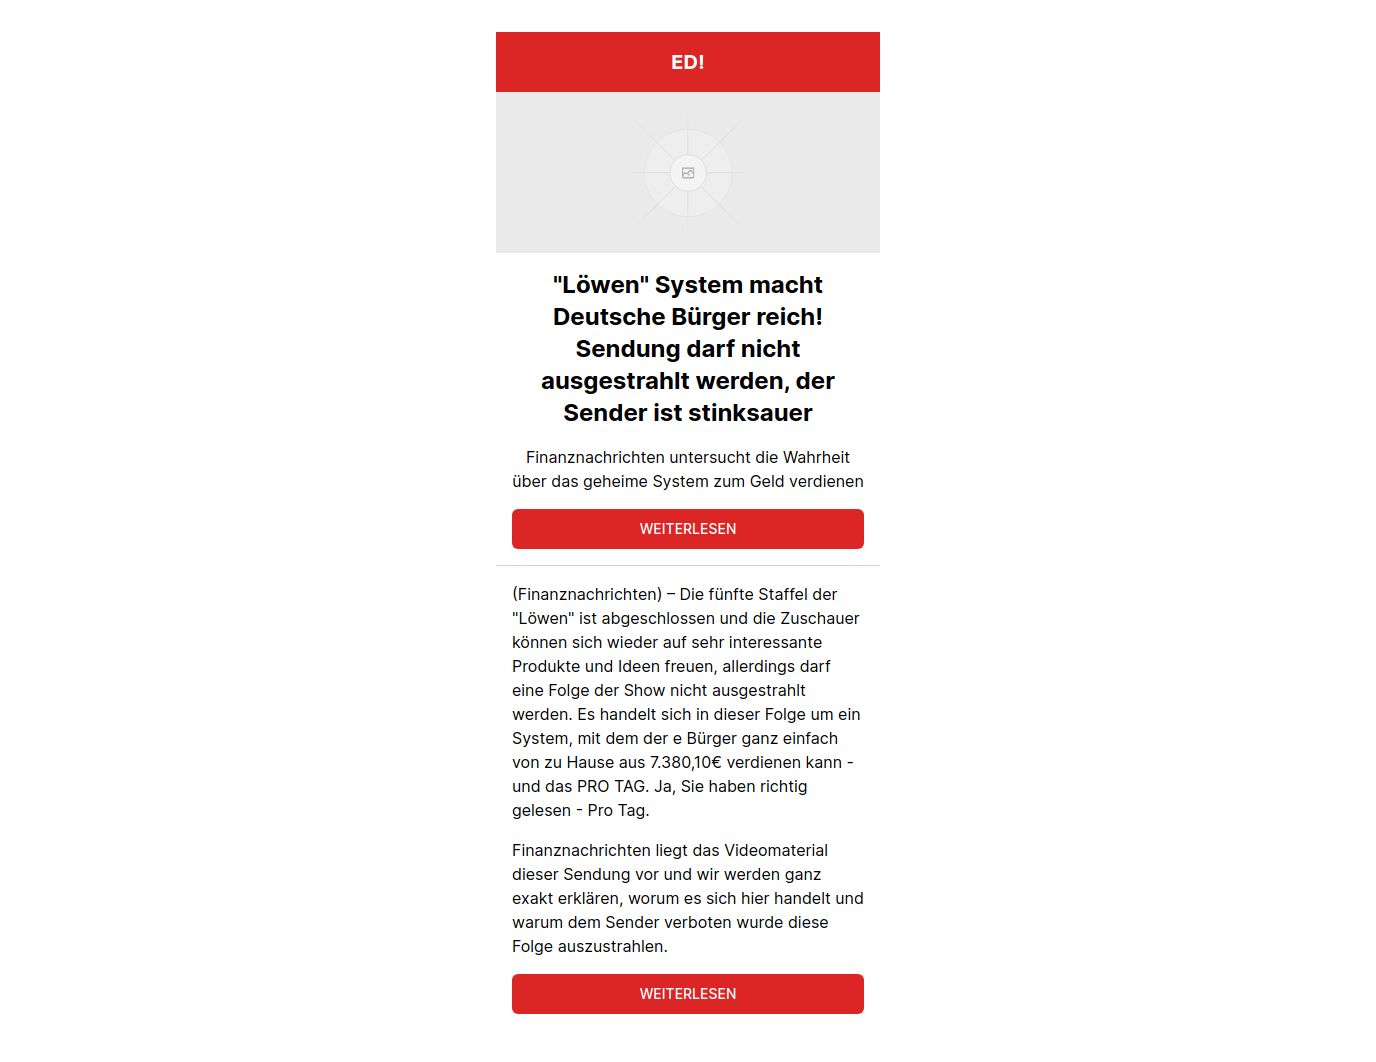 ED!
"Löwen" System macht
Deutsche Bürger reich!
Sendung darf nicht
ausgestrahlt werden, der
Sender ist stinksauer
Finanznachrichten untersucht die Wahrheit
über das geheime System zum Geld verdienen
WEITERLESEN
(Finanznachrichten) – Die fünfte Staffel der
"Löwen" ist abgeschlossen und die Zuschauer
können sich wieder auf sehr interessante
Produkte und Ideen freuen, allerdings darf
eine Folge der Show nicht ausgestrahlt
werden. Es handelt sich in dieser Folge um ein
System, mit dem der e Bürger ganz einfach
von zu Hause aus 7.380,10€ verdienen kann -
und das PRO TAG. Ja, Sie haben richtig
gelesen - Pro Tag.
Finanznachrichten liegt das Videomaterial
dieser Sendung vor und wir werden ganz
exakt erklären, worum es sich hier handelt und
warum dem Sender verboten wurde diese
Folge auszustrahlen.
WEITERLESEN